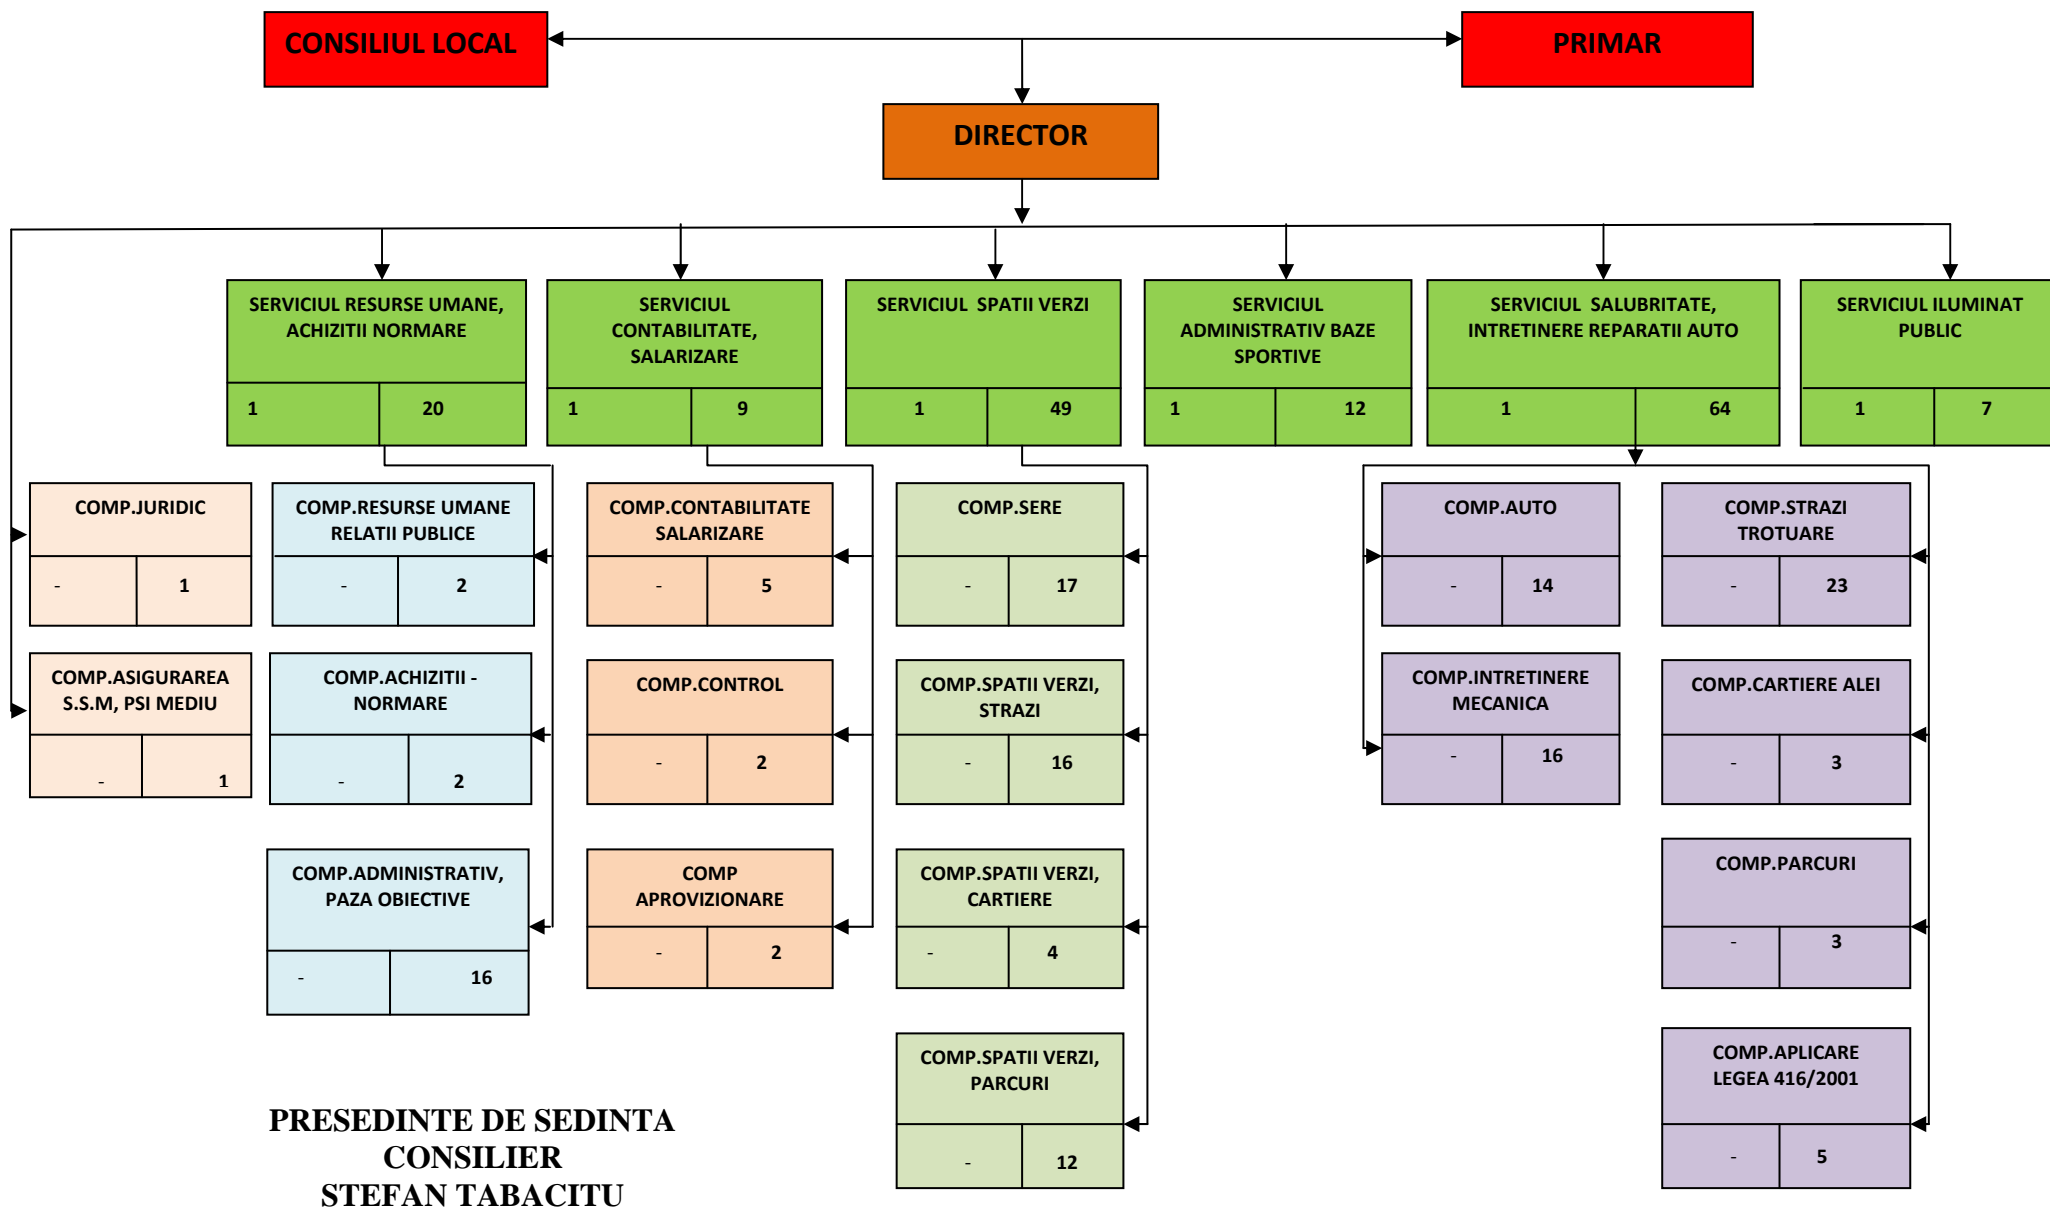 CONSILIUL LOCAL
PRIMAR
DIRECTOR
SERVICIUL RESURSE UMANE,
ACHIZITII NORMARE
1 20
SERVICIUL
CONTABILITATE,
SALARIZARE
1 9
SERVICIUL SPATII VERZI
1 49
SERVICIUL
ADMINISTRATIV BAZE
SPORTIVE
1 12
SERVICIUL SALUBRITATE,
INTRETINERE REPARATII AUTO
1 64
SERVICIUL ILUMINAT
PUBLIC
1 7
COMP.JURIDIC
- 1
COMP.RESURSE UMANE
RELATII PUBLICE
- 2
COMP.CONTABILITATE
SALARIZARE
- 5
COMP.SERE
- 17
COMP.AUTO
- 14
COMP.STRAZI
TROTUARE
- 23
COMP.ASIGURAREA
S.S.M, PSI MEDIU
- 1
COMP.ACHIZITII -
NORMARE
- 2
COMP.CONTROL
- 2
COMP.SPATII VERZI,
STRAZI
- 16
COMP.INTRETINERE
MECANICA
- 16
COMP.CARTIERE ALEI
- 3
COMP.ADMINISTRATIV,
PAZA OBIECTIVE
- 16
COMP
APROVIZIONARE
- 2
COMP.SPATII VERZI,
CARTIERE
- 4
COMP.PARCURI
- 3
COMP.SPATII VERZI,
PARCURI
- 12
COMP.APLICARE
LEGEA 416/2001
- 5
PRESEDINTE DE SEDINTA
CONSILIER
STEFAN TABACITU